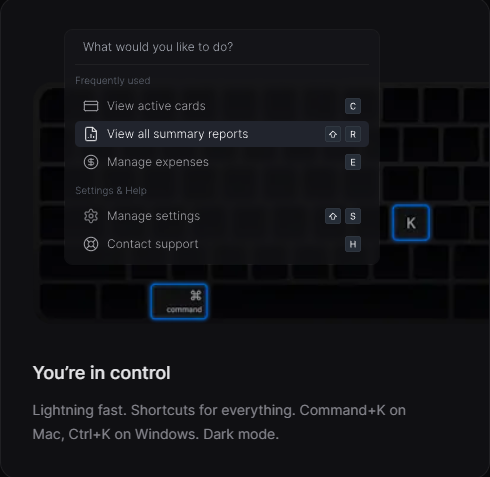 What would you like to do?
Frequently used
View active cards C
View all summary reports ⇧ R
Manage expenses E
Settings & Help
Manage settings ⇧ S
Contact support H
K
⌘
command
You’re in control
Lightning fast. Shortcuts for everything. Command+K on
Mac, Ctrl+K on Windows. Dark mode.